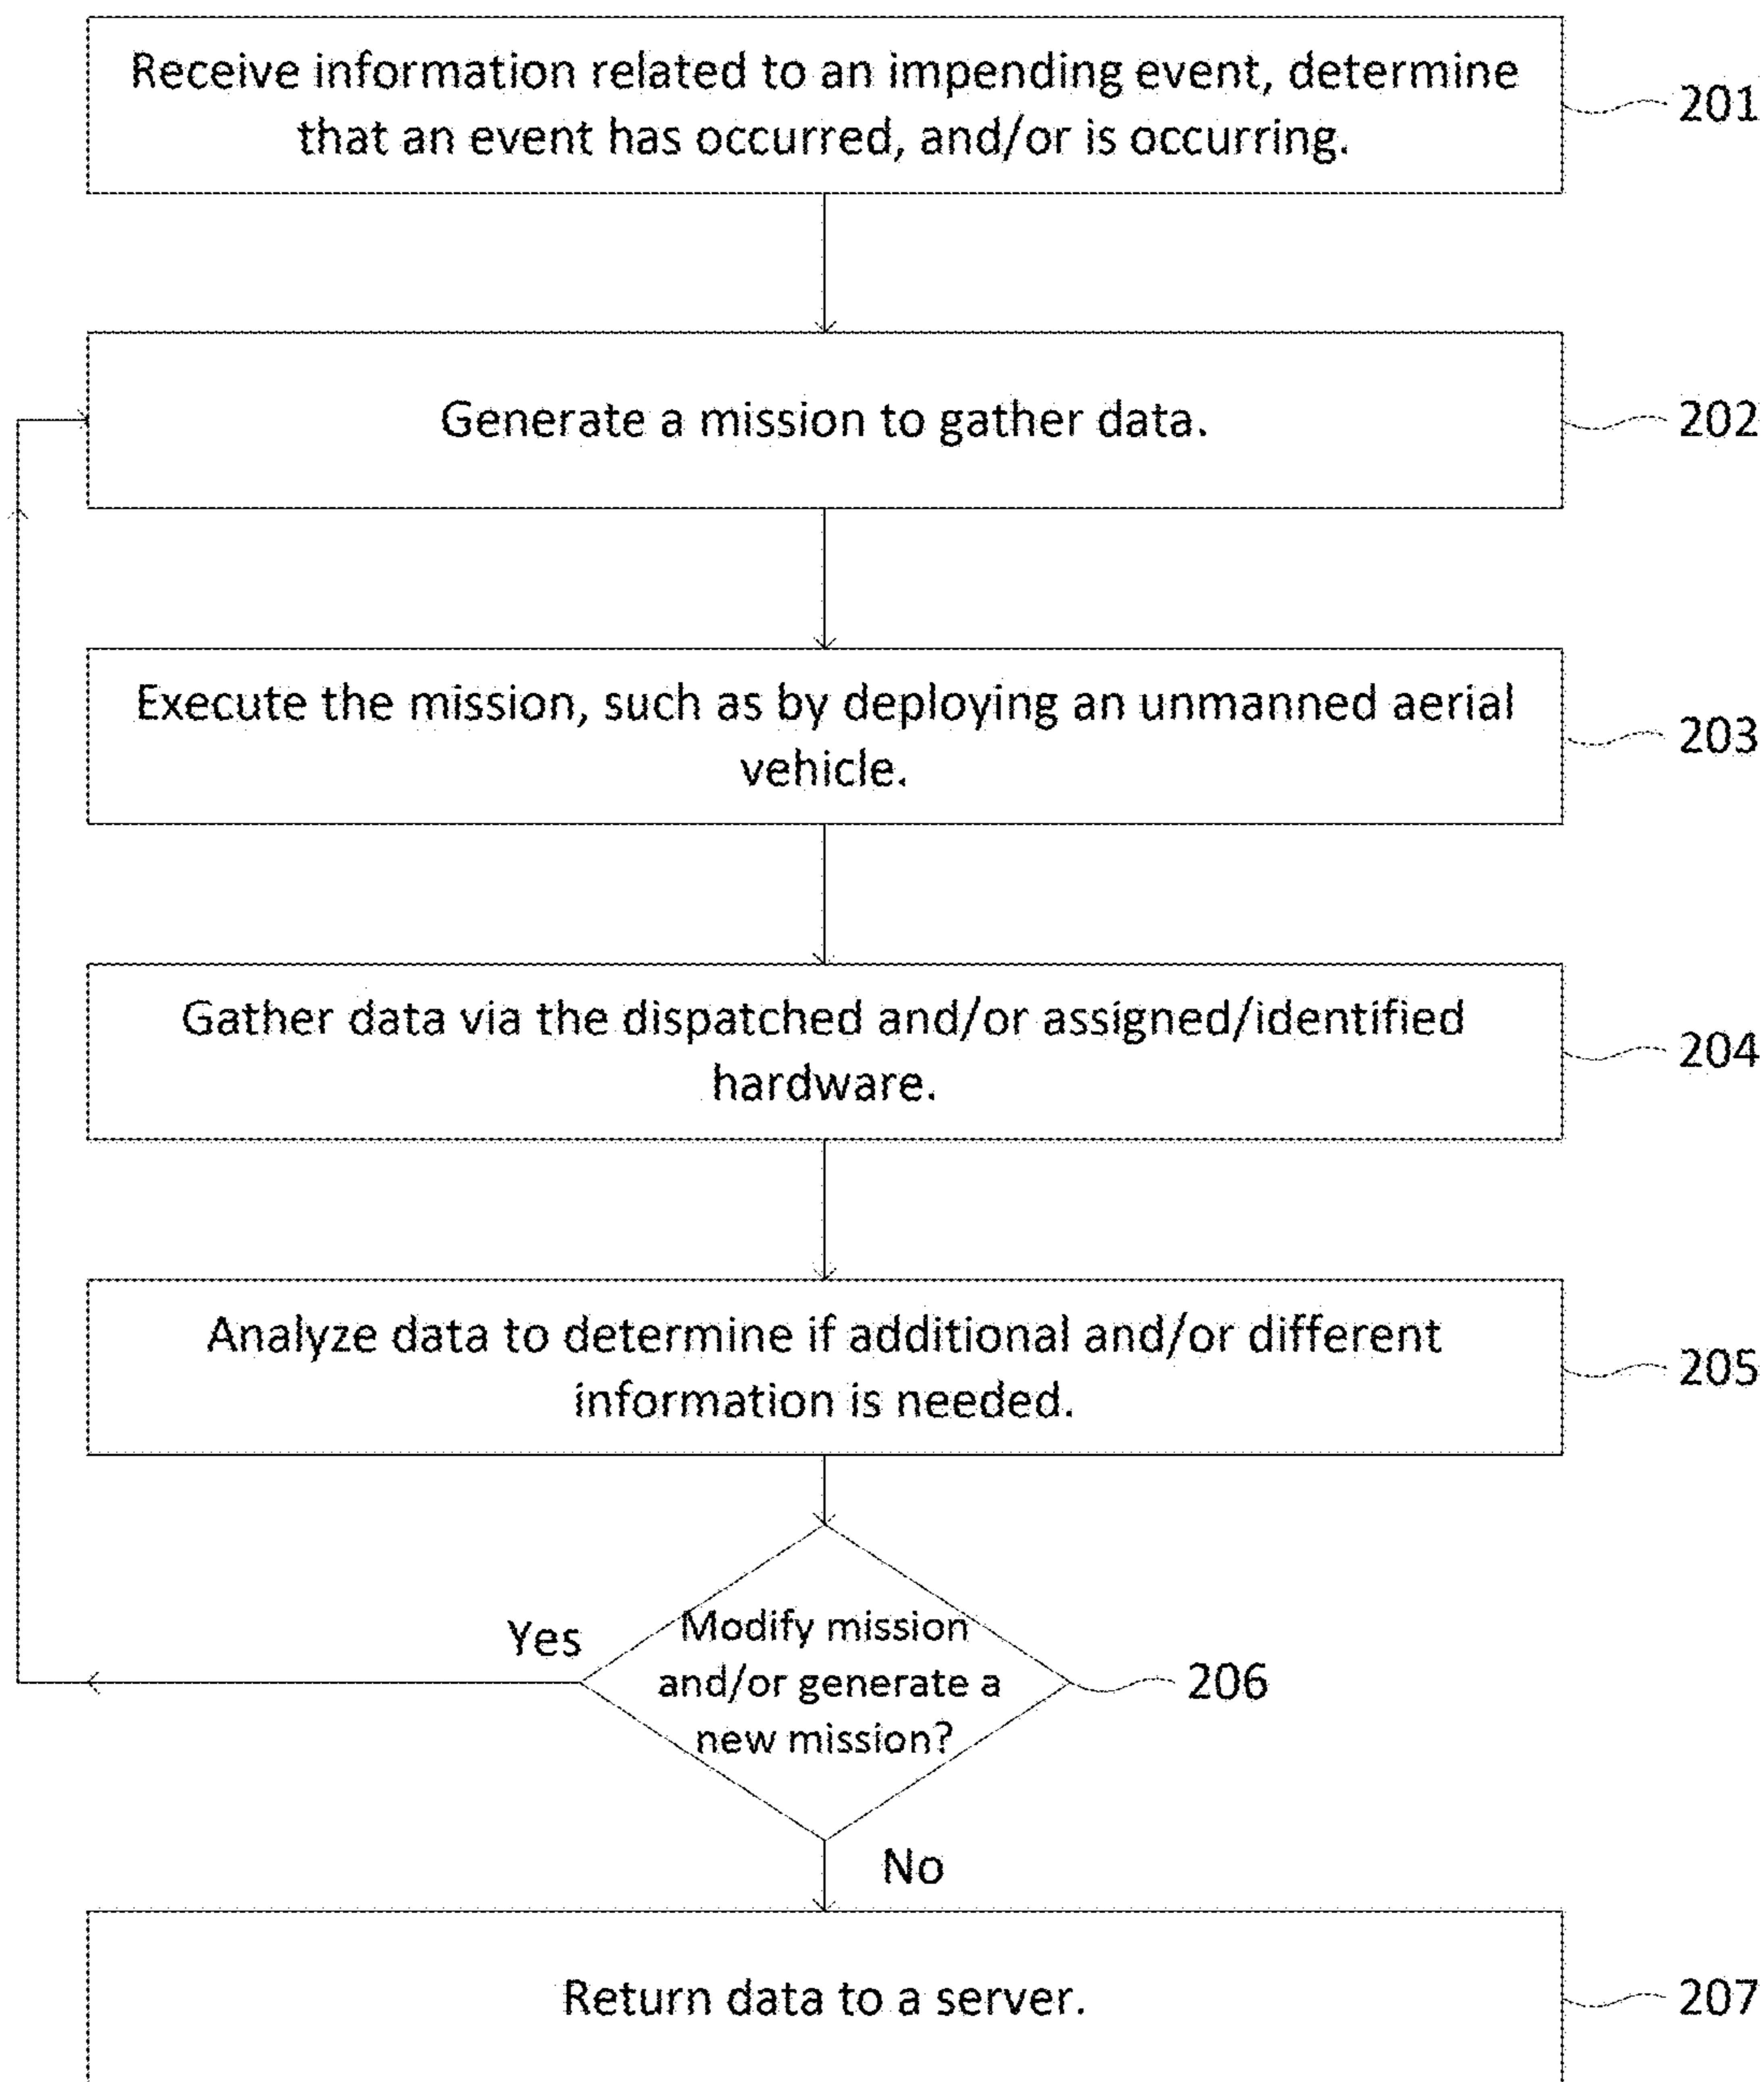 Receive information related to an impending event, determine
that an event has occurred, and/or is occurring.
201
Generate a mission to gather data.
202
Execute the mission, such as by deploying an unmanned aerial
vehicle.
203
Gather data via the dispatched and/or assigned/identified
hardware.
204
Analyze data to determine if additional and/or different
information is needed.
205
Yes
Modify mission
and/or generate a
new mission?
206
No
Return data to a server.
207